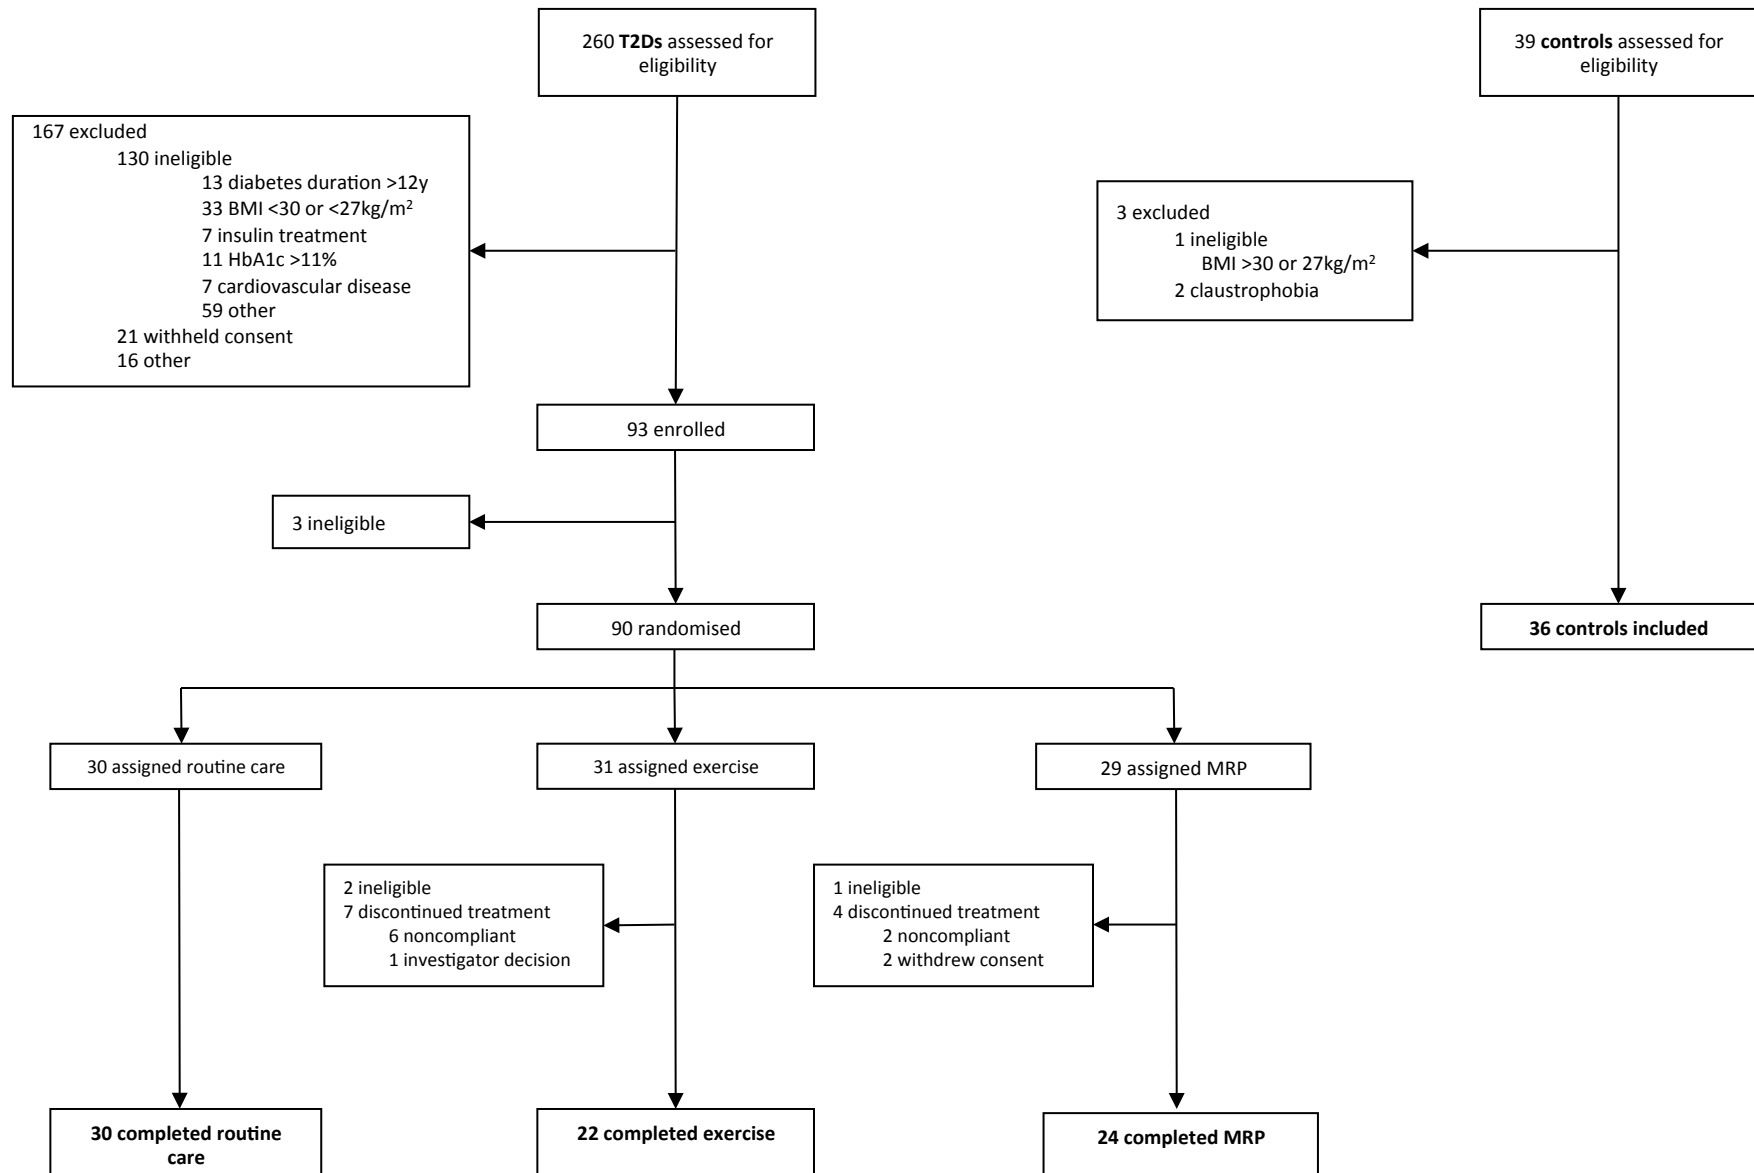 260 T2Ds assessed for
eligibility
39 controls assessed for
eligibility
167 excluded
130 ineligible
13 diabetes duration >12y
33 BMI <30 or <27kg/m²
7 insulin treatment
11 HbA1c >11%
7 cardiovascular disease
59 other
21 withheld consent
16 other
3 excluded
1 ineligible
BMI >30 or 27kg/m²
2 claustrophobia
93 enrolled
3 ineligible
90 randomised
36 controls included
30 assigned routine care
31 assigned exercise
29 assigned MRP
2 ineligible
7 discontinued treatment
6 noncompliant
1 investigator decision
1 ineligible
4 discontinued treatment
2 noncompliant
2 withdrew consent
30 completed routine
care
22 completed exercise
24 completed MRP